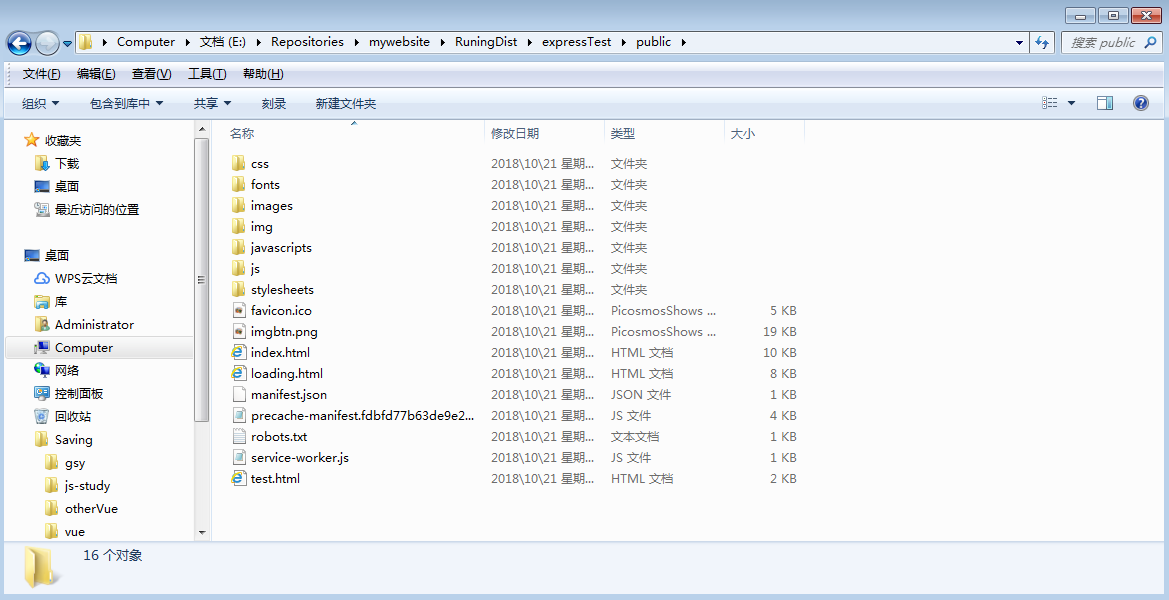 Computer 文档 (E:) Repositories mywebsite RuningDist expressTest public 搜索 public
文件(F) 编辑(E) 查看(V) 工具(T) 帮助(H)
组织 包含到库中 共享 刻录 新建文件夹
收藏夹
下载
桌面
最近访问的位置
桌面
WPS云文档
库
Administrator
Computer
网络
控制面板
回收站
Saving
gsy
js-study
otherVue
vue
名称 修改日期 类型 大小
css 2018\10\21 星期... 文件夹
fonts 2018\10\21 星期... 文件夹
images 2018\10\21 星期... 文件夹
img 2018\10\21 星期... 文件夹
javascripts 2018\10\21 星期... 文件夹
js 2018\10\21 星期... 文件夹
stylesheets 2018\10\21 星期... 文件夹
favicon.ico 2018\10\21 星期... PicosmosShows ... 5 KB
imgbtn.png 2018\10\21 星期... PicosmosShows ... 19 KB
index.html 2018\10\21 星期... HTML 文档 10 KB
loading.html 2018\10\21 星期... HTML 文档 8 KB
manifest.json 2018\10\21 星期... JSON 文件 1 KB
precache-manifest.fdbfd77b63de9e2... 2018\10\21 星期... JS 文件 4 KB
robots.txt 2018\10\21 星期... 文本文档 1 KB
service-worker.js 2018\10\21 星期... JS 文件 1 KB
test.html 2018\10\21 星期... HTML 文档 2 KB
16 个对象